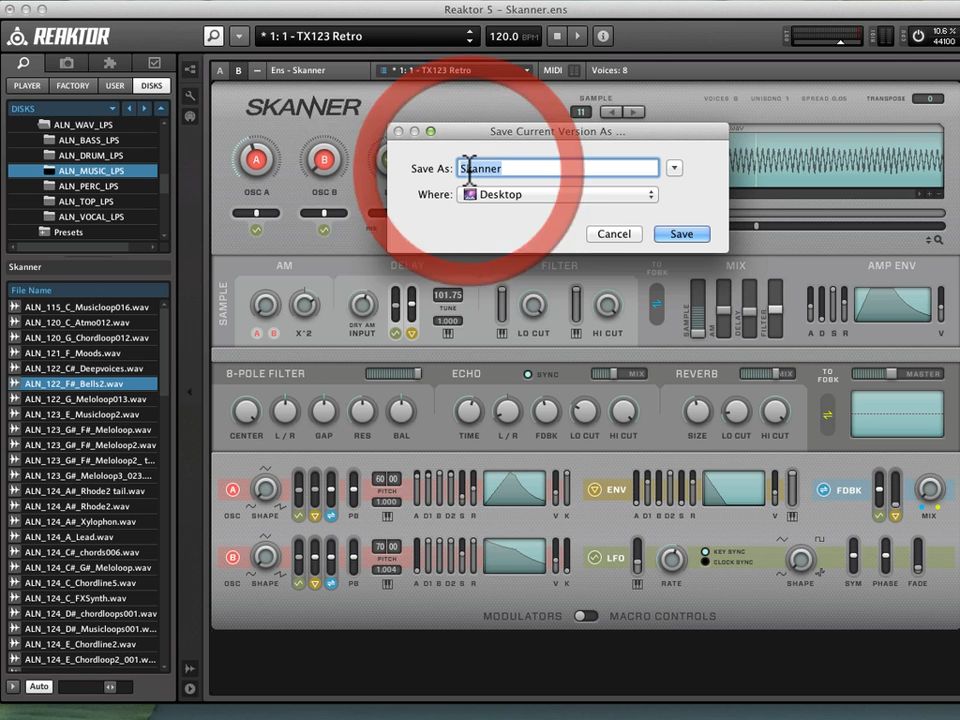 Reaktor 5 - Skanner.ens
REAKTOR
* 1: 1 - TX123 Retro
120.0 BPM
10.6 %
44100
PLAYER FACTORY USER DISKS
A B Ens - Skanner * 1: 1 - TX123 Retro MIDI Voices: 8
DISKS
ALN_WAV_LPS
ALN_BASS_LPS
ALN_DRUM_LPS
ALN_MUSIC_LPS
ALN_PERC_LPS
ALN_TOP_LPS
ALN_VOCAL_LPS
Presets
SKANNER
SAMPLE
11
VOICES 8 UNISONO 1 SPREAD 0.05 TRANSPOSE 0
A B
OSC A OSC B
Save Current Version As ...
Save As: Skanner
Where: Desktop
Cancel Save
Skanner
File Name
ALN_115_C_Musicloop016.wav
ALN_120_C_Atmo012.wav
ALN_120_G_Chordloop012.wav
ALN_121_F_Moods.wav
ALN_122_C#_Deepvoices.wav
ALN_122_F#_Bells2.wav
ALN_122_G_Meloloop013.wav
ALN_123_E_Musicloop2.wav
ALN_123_G#_F#_Meloloop.wav
ALN_123_G#_F#_Meloloop2.wav
ALN_123_G#_F#_Meloloop2_ t...
ALN_123_G#_Meloop3_023....
ALN_124_A#_Rhode2 tail.wav
ALN_124_A#_Rhode2.wav
ALN_124_A#_Xylophon.wav
ALN_124_A_Lead.wav
ALN_124_C#_chords006.wav
ALN_124_C#_G#_Meloloop.wav
ALN_124_C_Chordline5.wav
ALN_124_C_FXSynth.wav
ALN_124_D#_chordloops001.wav
ALN_124_D#_Musicloops001.w...
ALN_124_E_Chordline2.wav
ALN_124_E_Chordloop2_001.w...
Auto
SAMPLE
AM DELAY FILTER TO FDBK MIX AMP ENV
A B X^2 DRY AM INPUT 101.75 TUNE 1.000 LO CUT HI CUT SAMPLE AM DELAY FILTER A D S R V
8-POLE FILTER ECHO SYNC MIX REVERB MIX TO FDBK MASTER
CENTER L / R GAP RES BAL TIME L / R FDBK LO CUT HI CUT SIZE LO CUT HI CUT
A 60 00 PITCH 1.000 ENV FDBK
OSC SHAPE PB A D1 B D2 S R V K A D1 B D2 S R V MIX
B 70 00 PITCH 1.004 LFO KEY SYNC CLOCK SYNC
OSC SHAPE PB A D1 B D2 S R V K RATE SHAPE SYM PHASE FADE
MODULATORS MACRO CONTROLS